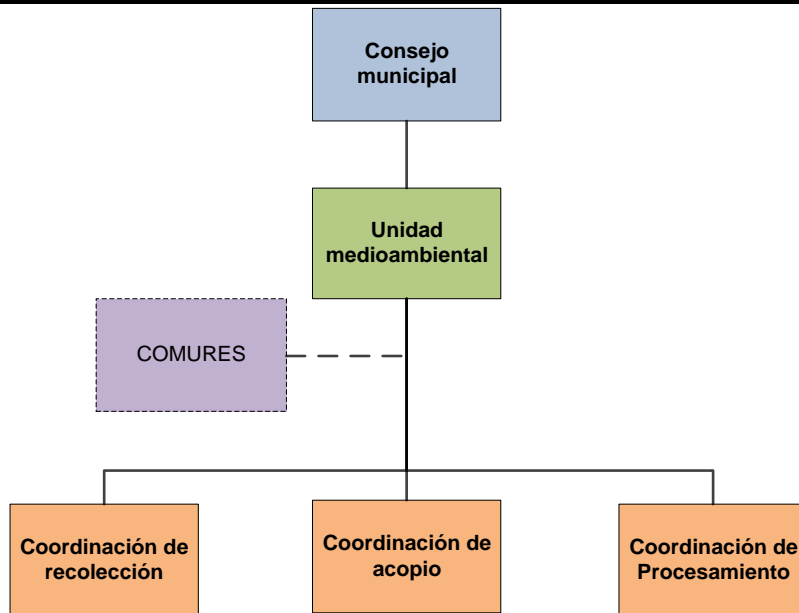 Consejo
municipal
Unidad
medioambiental
COMURES
Coordinación de
recolección
Coordinación de
acopio
Coordinación de
Procesamiento